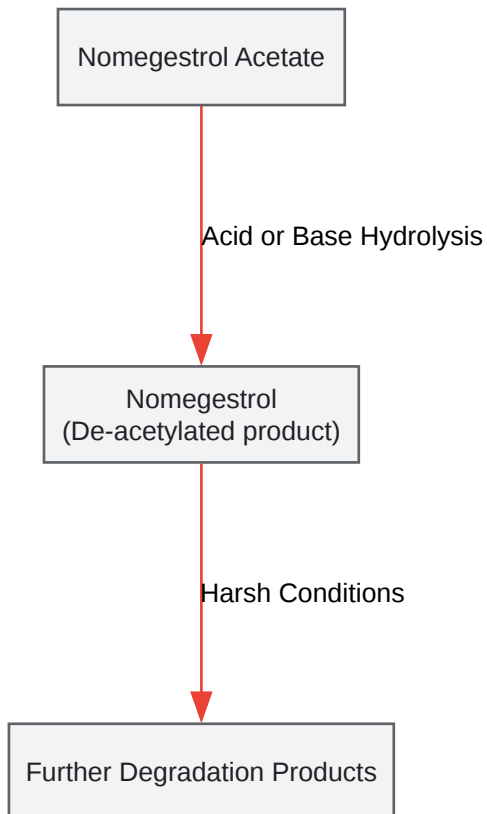 Nomegestrol Acetate
Acid or Base Hydrolysis
Nomegestrol
(De-acetylated product)
Harsh Conditions
Further Degradation Products